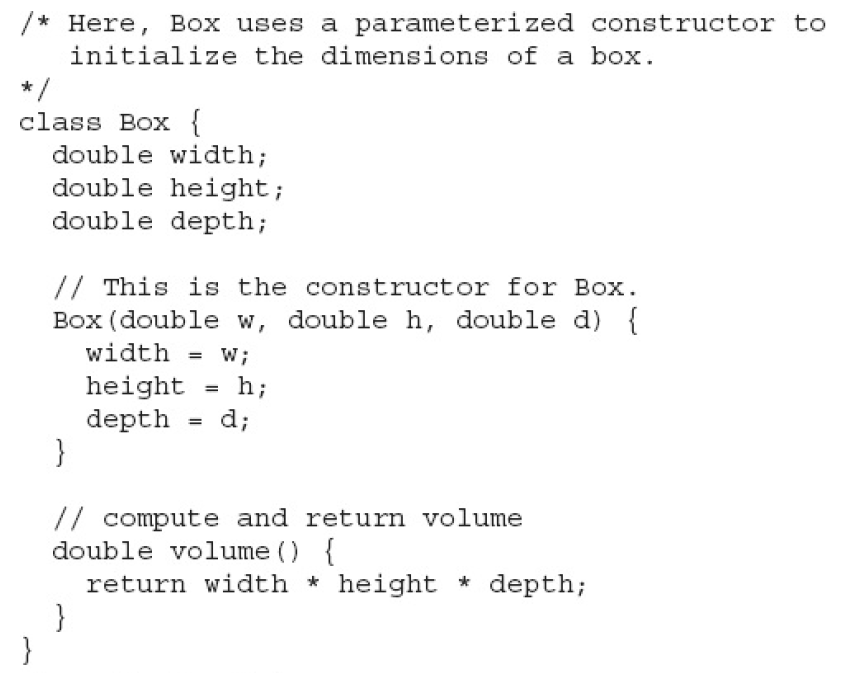 /* Here, Box uses a parameterized constructor to
   initialize the dimensions of a box.
*/
class Box {
  double width;
  double height;
  double depth;

  // This is the constructor for Box.
  Box(double w, double h, double d) {
    width = w;
    height = h;
    depth = d;
  }

  // compute and return volume
  double volume() {
    return width * height * depth;
  }
}